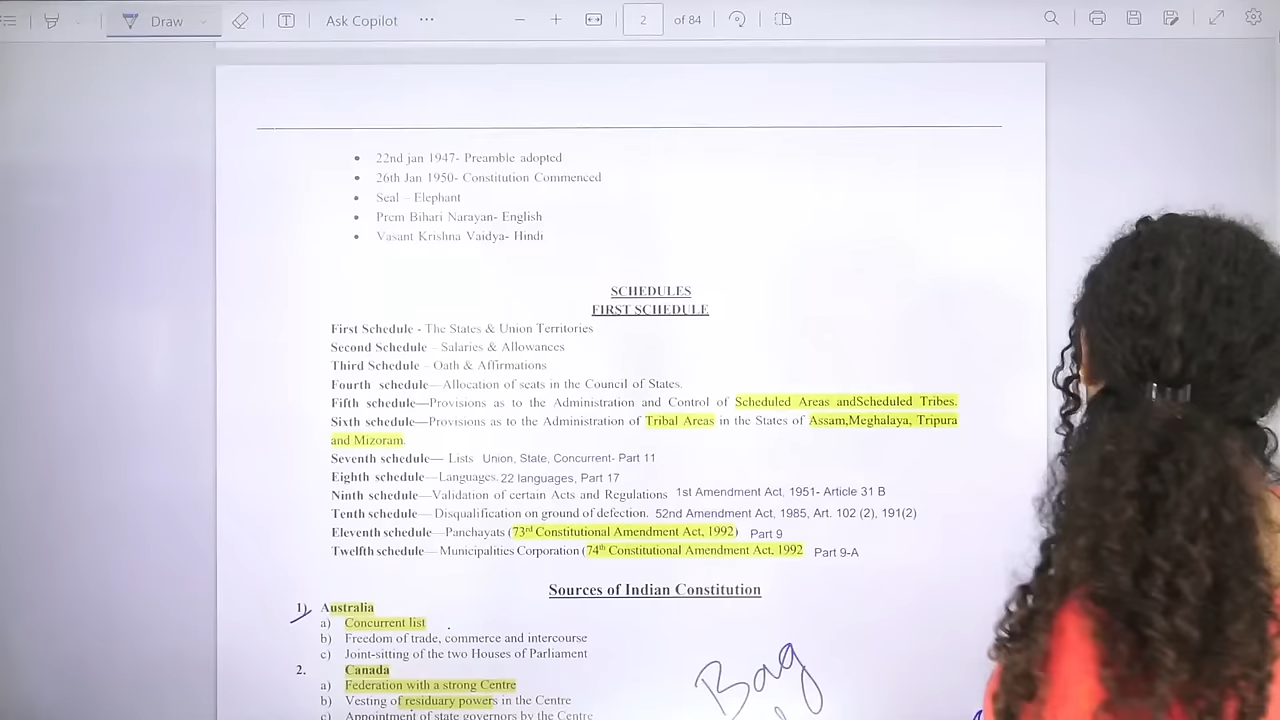 Draw Ask Copilot ... 2 of 84
• 22nd jan 1947- Preamble adopted
• 26th Jan 1950- Constitution Commenced
• Seal – Elephant
• Prem Bihari Narayan- English
• Vasant Krishna Vaidya- Hindi
SCHEDULES
FIRST SCHEDULE
First Schedule - The States & Union Territories
Second Schedule – Salaries & Allowances
Third Schedule – Oath & Affirmations
Fourth schedule—Allocation of seats in the Council of States.
Fifth schedule—Provisions as to the Administration and Control of Scheduled Areas andScheduled Tribes.
Sixth schedule—Provisions as to the Administration of Tribal Areas in the States of Assam,Meghalaya, Tripura
and Mizoram.
Seventh schedule— Lists Union, State, Concurrent- Part 11
Eighth schedule—Languages. 22 languages, Part 17
Ninth schedule—Validation of certain Acts and Regulations 1st Amendment Act, 1951- Article 31 B
Tenth schedule— Disqualification on ground of defection. 52nd Amendment Act, 1985, Art. 102 (2), 191(2)
Eleventh schedule—Panchayats (73rd Constitutional Amendment Act, 1992) Part 9
Twelfth schedule—Municipalities Corporation (74th Constitutional Amendment Act. 1992 Part 9-A
Sources of Indian Constitution
1) Australia
a) Concurrent list
b) Freedom of trade, commerce and intercourse
c) Joint-sitting of the two Houses of Parliament
2. Canada
a) Federation with a strong Centre
b) Vesting of residuary powers in the Centre
c) Appointment of state governors by the Centre
Bag